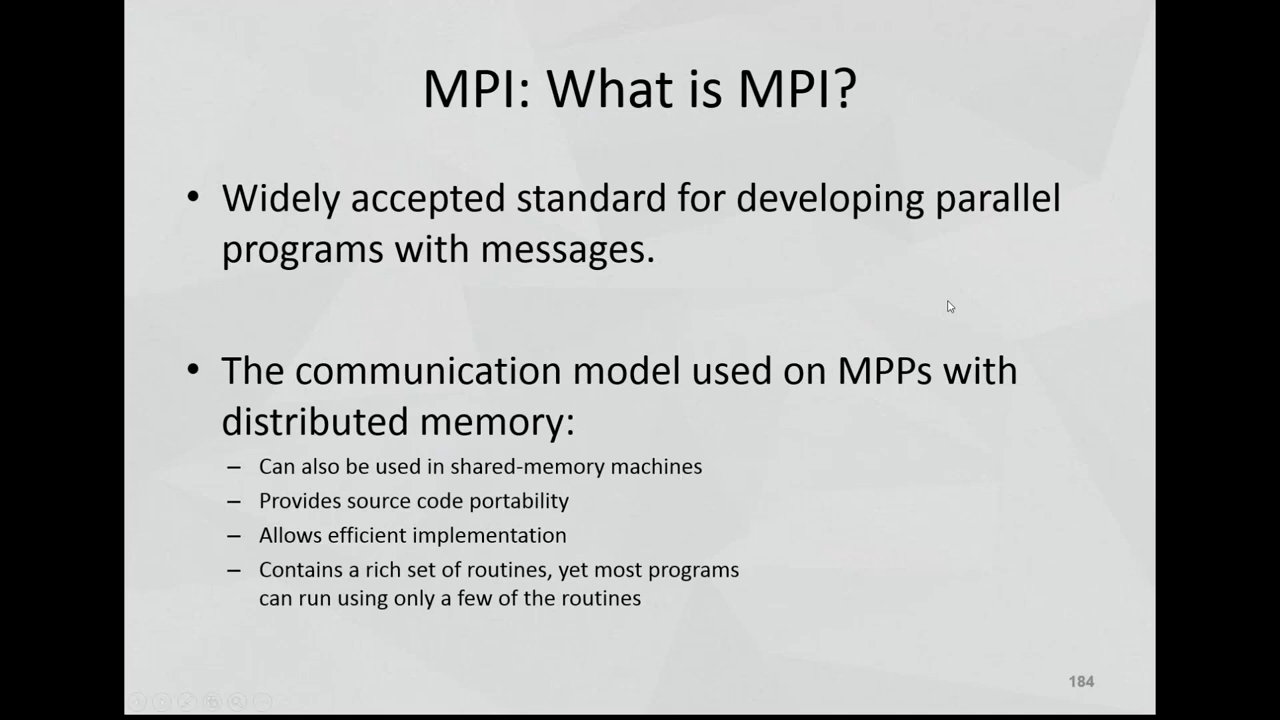 MPI: What is MPI?
• Widely accepted standard for developing parallel
programs with messages.
• The communication model used on MPPs with
distributed memory:
– Can also be used in shared-memory machines
– Provides source code portability
– Allows efficient implementation
– Contains a rich set of routines, yet most programs
can run using only a few of the routines
184